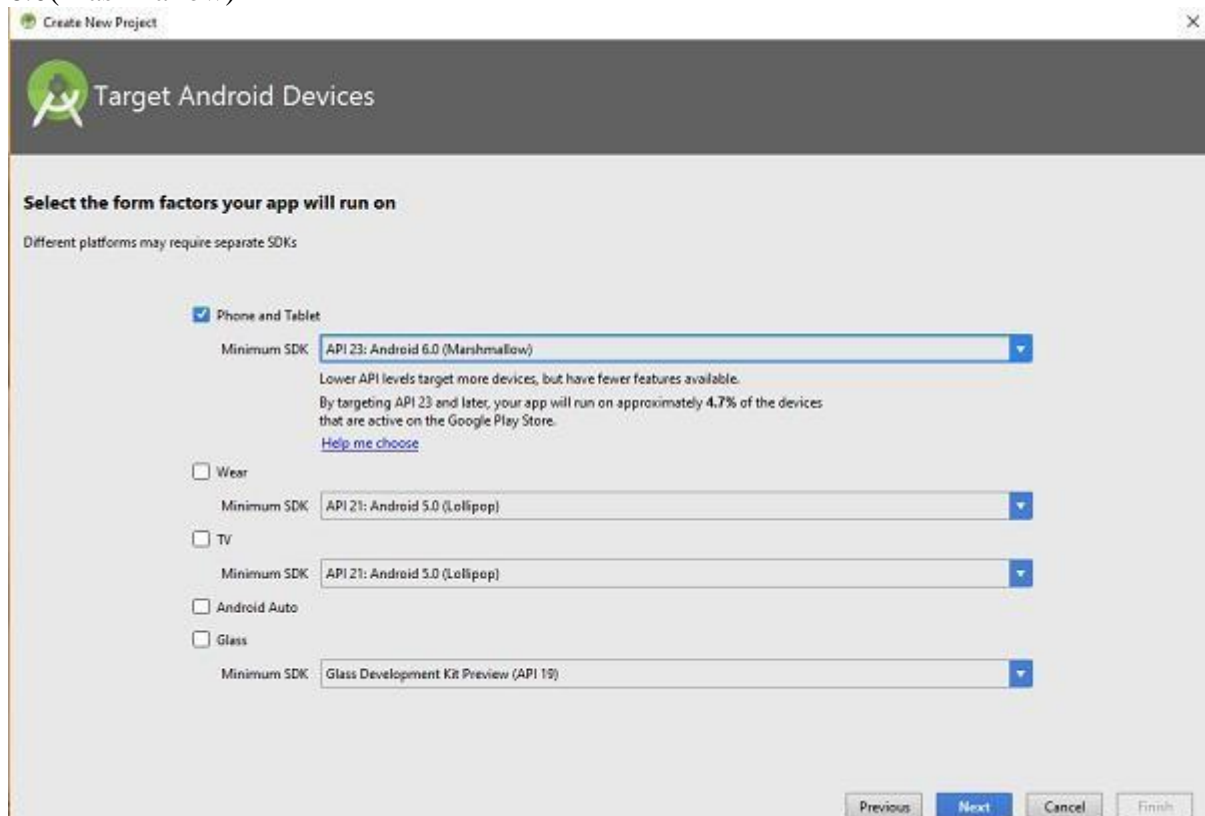 Create New Project
Target Android Devices
Select the form factors your app will run on
Different platforms may require separate SDKs
Phone and Tablet
Minimum SDK API 23: Android 6.0 (Marshmallow)
Lower API levels target more devices, but have fewer features available.
By targeting API 23 and later, your app will run on approximately 4.7% of the devices
that are active on the Google Play Store.
Help me choose
Wear
Minimum SDK API 21: Android 5.0 (Lollipop)
TV
Minimum SDK API 21: Android 5.0 (Lollipop)
Android Auto
Glass
Minimum SDK Glass Development Kit Preview (API 19)
Previous Next Cancel Finish